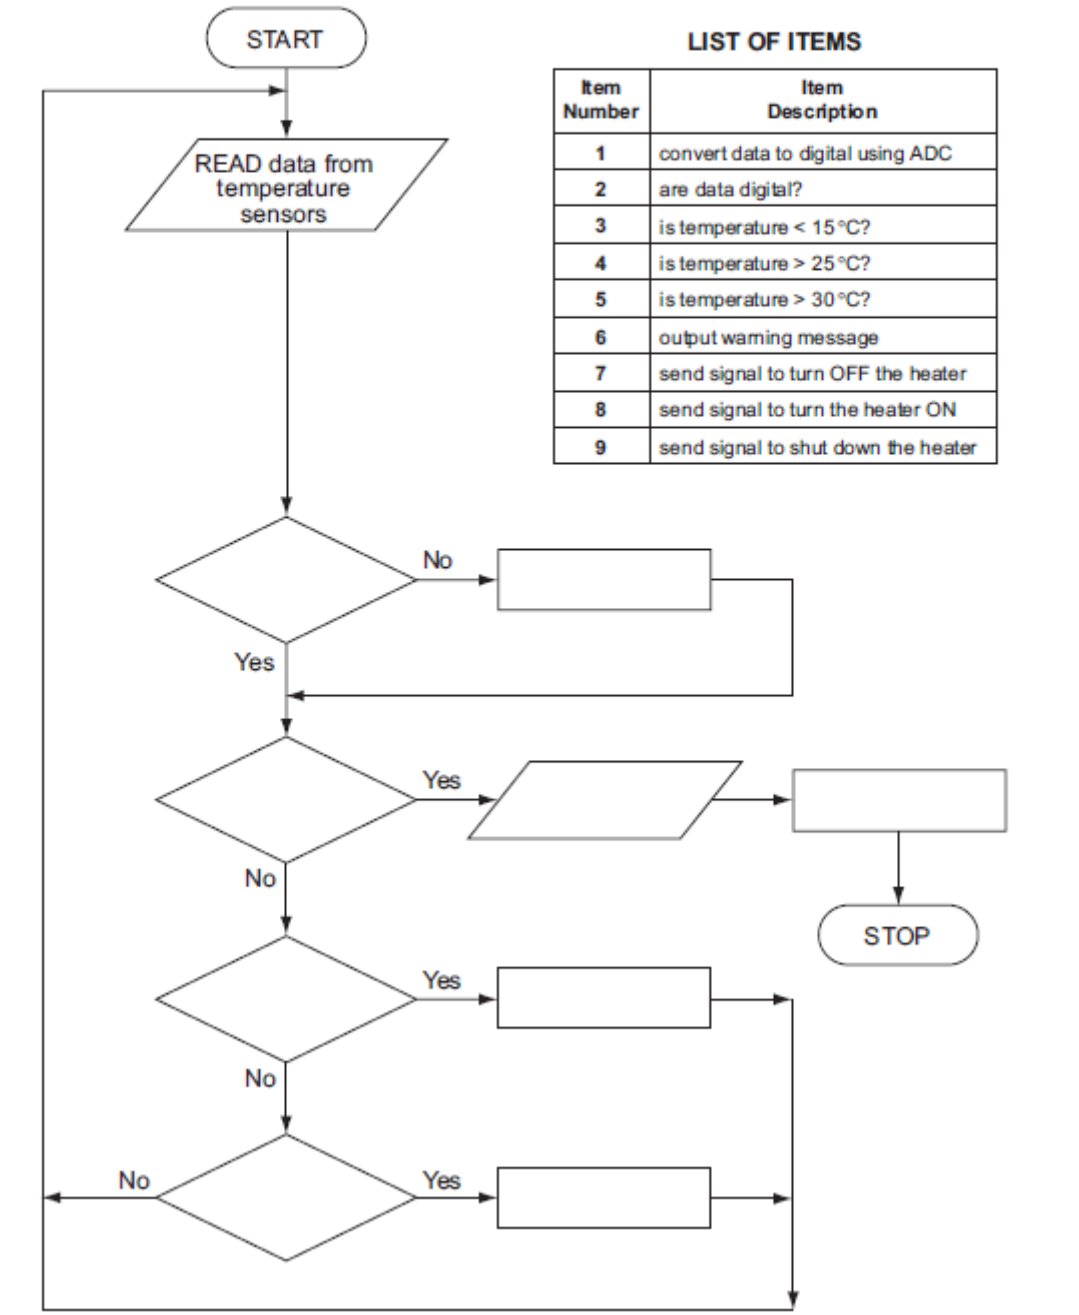 START
LIST OF ITEMS
Item Number
Item Description
1 convert data to digital using ADC
2 are data digital?
3 is temperature < 15°C?
4 is temperature > 25°C?
5 is temperature > 30°C?
6 output warning message
7 send signal to turn OFF the heater
8 send signal to turn the heater ON
9 send signal to shut down the heater
READ data from
temperature
sensors
No
Yes
Yes
No
STOP
Yes
No
No
Yes